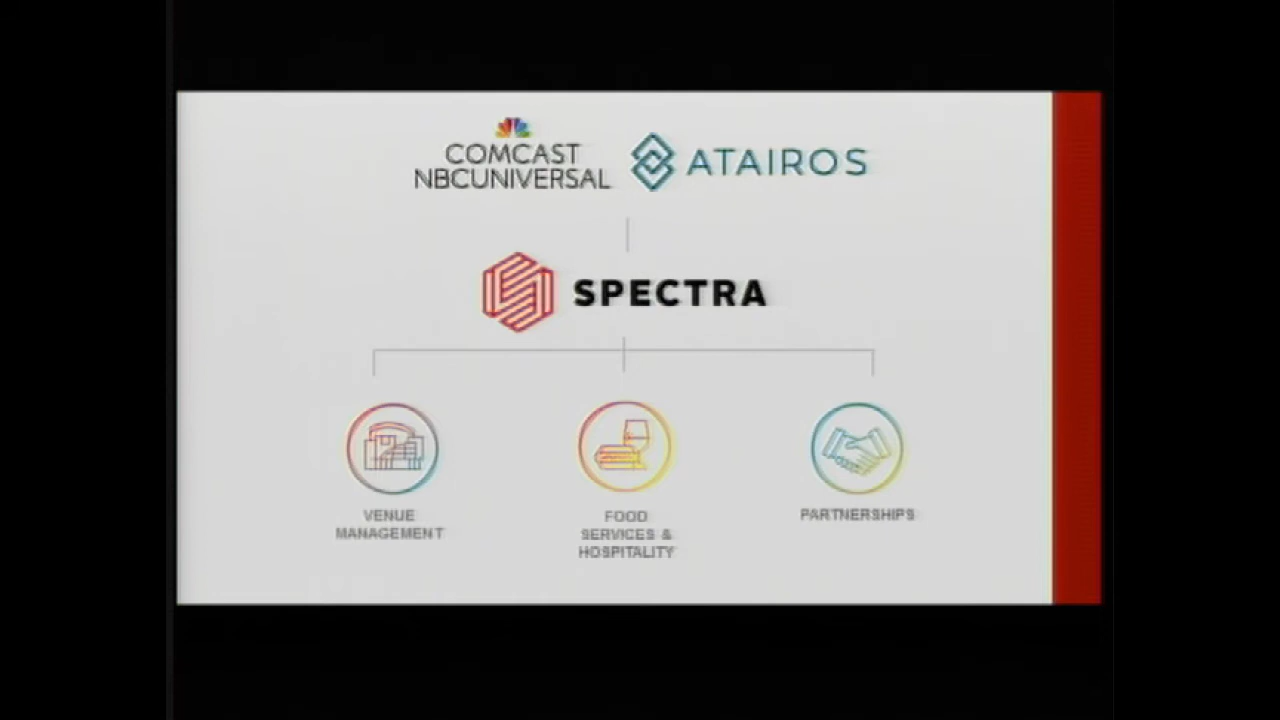 COMCAST
NBCUNIVERSAL
ATAIROS
SPECTRA
VENUE
MANAGEMENT
FOOD
SERVICES &
HOSPITALITY
PARTNERSHIPS